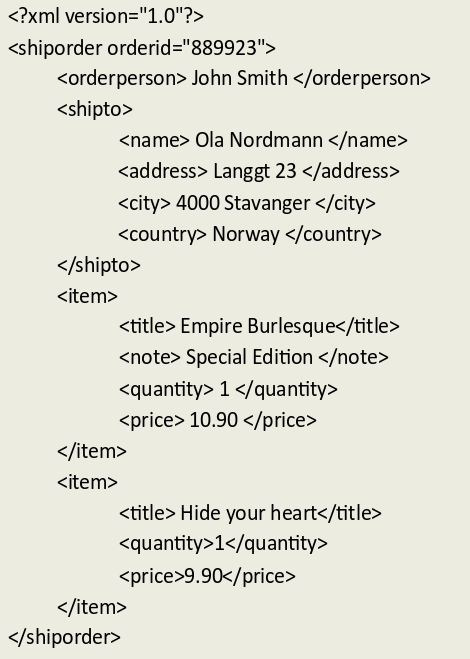 <?xml version="1.0"?>
<shiporder orderid="889923">
<orderperson> John Smith </orderperson>
<shipto>
<name> Ola Nordmann </name>
<address> Langgt 23 </address>
<city> 4000 Stavanger </city>
<country> Norway </country>
</shipto>
<item>
<title> Empire Burlesque</title>
<note> Special Edition </note>
<quantity> 1 </quantity>
<price> 10.90 </price>
</item>
<item>
<title> Hide your heart</title>
<quantity>1</quantity>
<price>9.90</price>
</item>
</shiporder>